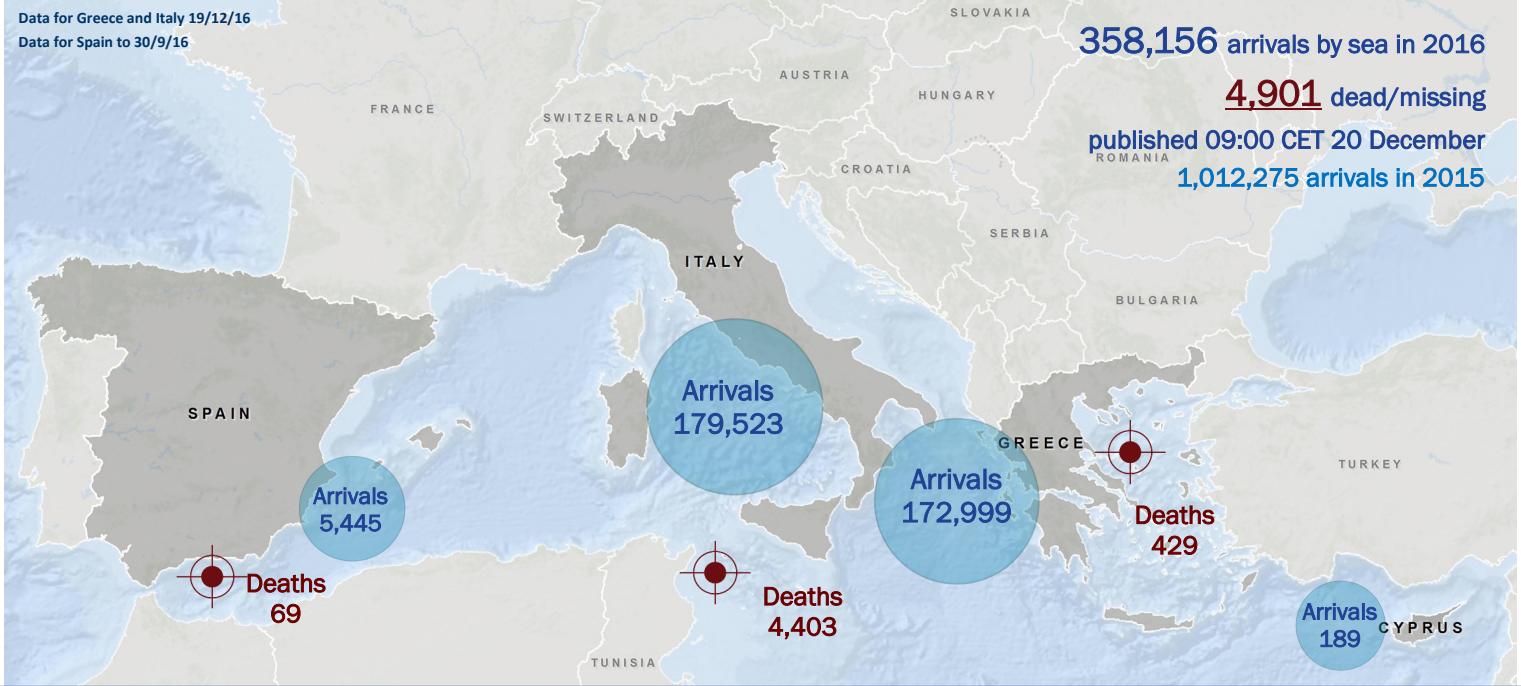 Data for Greece and Italy 19/12/16
Data for Spain to 30/9/16
358,156 arrivals by sea in 2016
4,901 dead/missing
published 09:00 CET 20 December
1,012,275 arrivals in 2015
SLOVAKIA
AUSTRIA
HUNGARY
FRANCE
SWITZERLAND
ROMANIA
CROATIA
SERBIA
ITALY
BULGARIA
SPAIN
GREECE
TURKEY
Arrivals
179,523
Arrivals
172,999
Arrivals
5,445
Deaths
429
Deaths
69
Deaths
4,403
Arrivals
189
CYPRUS
TUNISIA